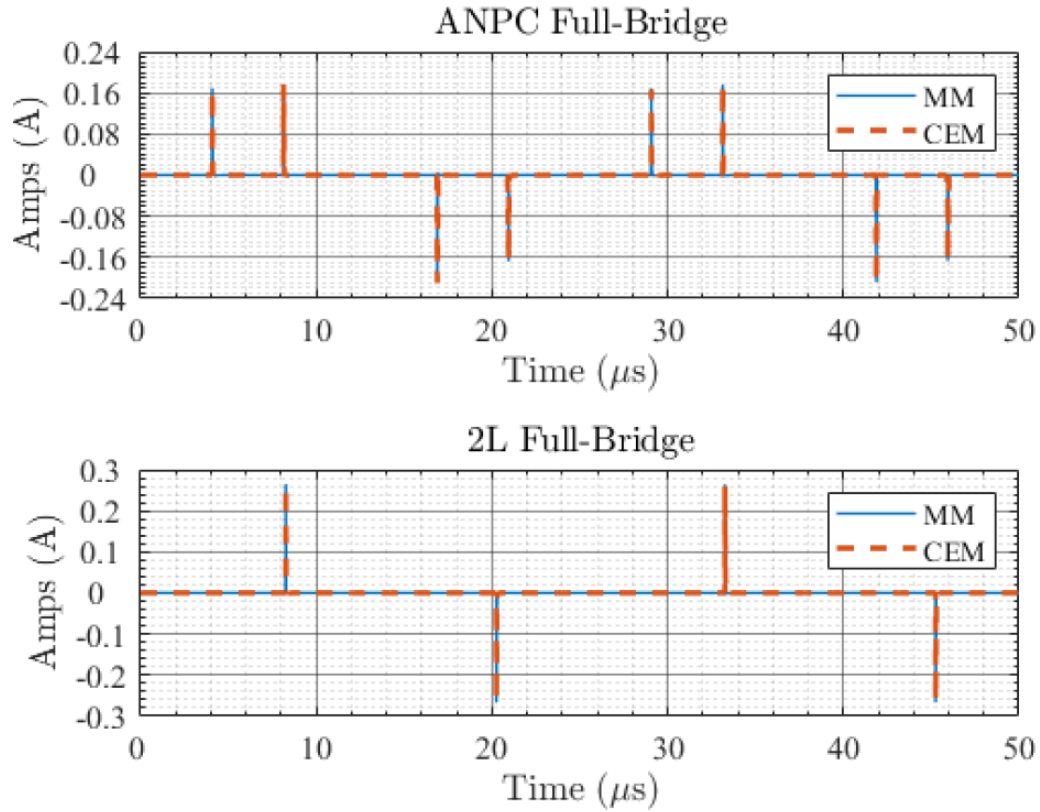 ANPC Full-Bridge
0.24
0.16
0.08
0
-0.08
-0.16
-0.24
Amps (A)
MM
CEM
0 10 20 30 40 50
Time (μs)
2L Full-Bridge
0.3
0.2
0.1
0
-0.1
-0.2
-0.3
Amps (A)
MM
CEM
0 10 20 30 40 50
Time (μs)